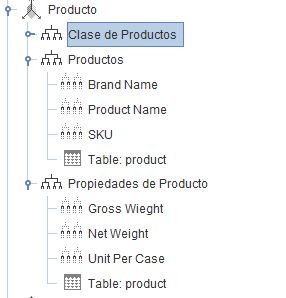 Producto
Clase de Productos
Productos
Brand Name
Product Name
SKU
Table: product
Propiedades de Producto
Gross Wieght
Net Weight
Unit Per Case
Table: product